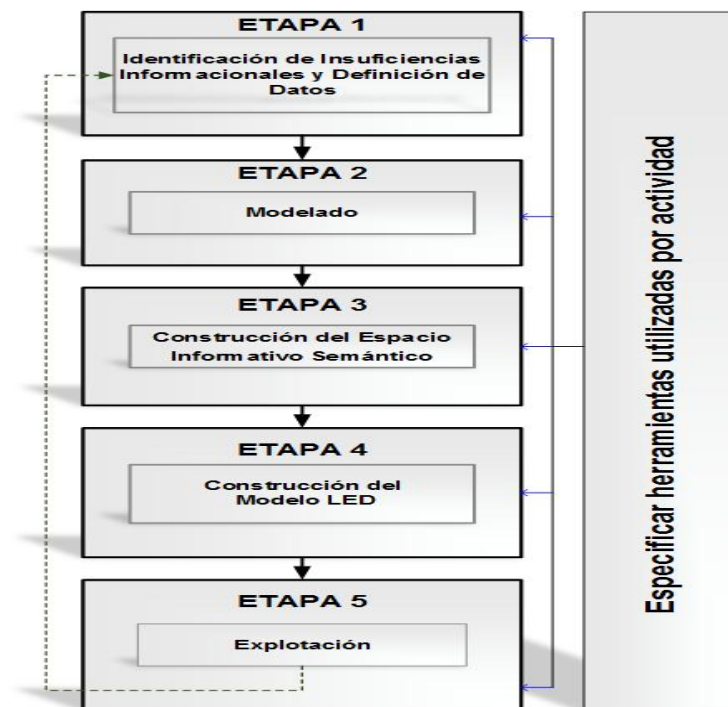 ETAPA 1
Identificación de Insuficiencias
Informacionales y Definición de
Datos
ETAPA 2
Modelado
ETAPA 3
Construcción del Espacio
Informativo Semántico
ETAPA 4
Construcción del
Modelo LED
ETAPA 5
Explotación
Especificar herramientas utilizadas por actividad